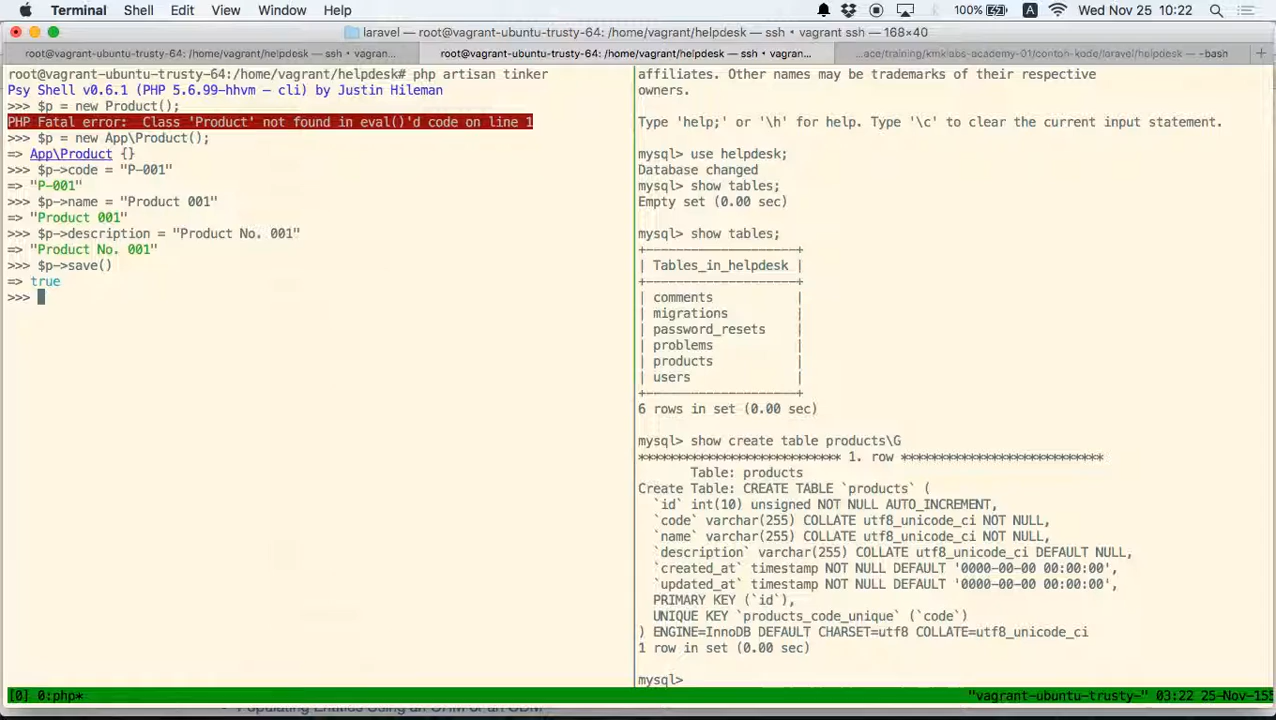 Terminal Shell Edit View Window Help 100% A Wed Nov 25 10:22
laravel — ssh • vagrant ssh — 168×40
root@vagrant-ubuntu-trusty-64: /home/vagrant/helpdesk — ssh • vagran...
root@vagrant-ubuntu-trusty-64: /home/vagrant/helpdesk — ssh • vagran...
...ace/training/kmklabs-academy-01/contoh-kode/laravel/helpdesk — -bash
root@vagrant-ubuntu-trusty-64:/home/vagrant/helpdesk# php artisan tinker
Psy Shell v0.6.1 (PHP 5.6.99-hhvm — cli) by Justin Hileman
>>> $p = new Product();
PHP Fatal error:  Class 'Product' not found in eval()'d code on line 1
>>> $p = new App\Product();
=> App\Product {}
>>> $p->code = "P-001"
=> "P-001"
>>> $p->name = "Product 001"
=> "Product 001"
>>> $p->description = "Product No. 001"
=> "Product No. 001"
>>> $p->save()
=> true
>>>
affiliates. Other names may be trademarks of their respective
owners.
Type 'help;' or '\h' for help. Type '\c' to clear the current input statement.
mysql> use helpdesk;
Database changed
mysql> show tables;
Empty set (0.00 sec)
mysql> show tables;
+--------------------+
| Tables_in_helpdesk |
+--------------------+
| comments           |
| migrations         |
| password_resets    |
| problems           |
| products           |
| users              |
+--------------------+
6 rows in set (0.00 sec)
mysql> show create table products\G
*************************** 1. row ***************************
Table: products
Create Table: CREATE TABLE `products` (
`id` int(10) unsigned NOT NULL AUTO_INCREMENT,
`code` varchar(255) COLLATE utf8_unicode_ci NOT NULL,
`name` varchar(255) COLLATE utf8_unicode_ci NOT NULL,
`description` varchar(255) COLLATE utf8_unicode_ci DEFAULT NULL,
`created_at` timestamp NOT NULL DEFAULT '0000-00-00 00:00:00',
`updated_at` timestamp NOT NULL DEFAULT '0000-00-00 00:00:00',
PRIMARY KEY (`id`),
UNIQUE KEY `products_code_unique` (`code`)
) ENGINE=InnoDB DEFAULT CHARSET=utf8 COLLATE=utf8_unicode_ci
1 row in set (0.00 sec)
mysql>
[0] 0:php* "vagrant-ubuntu-trusty-" 03:22 25-Nov-15